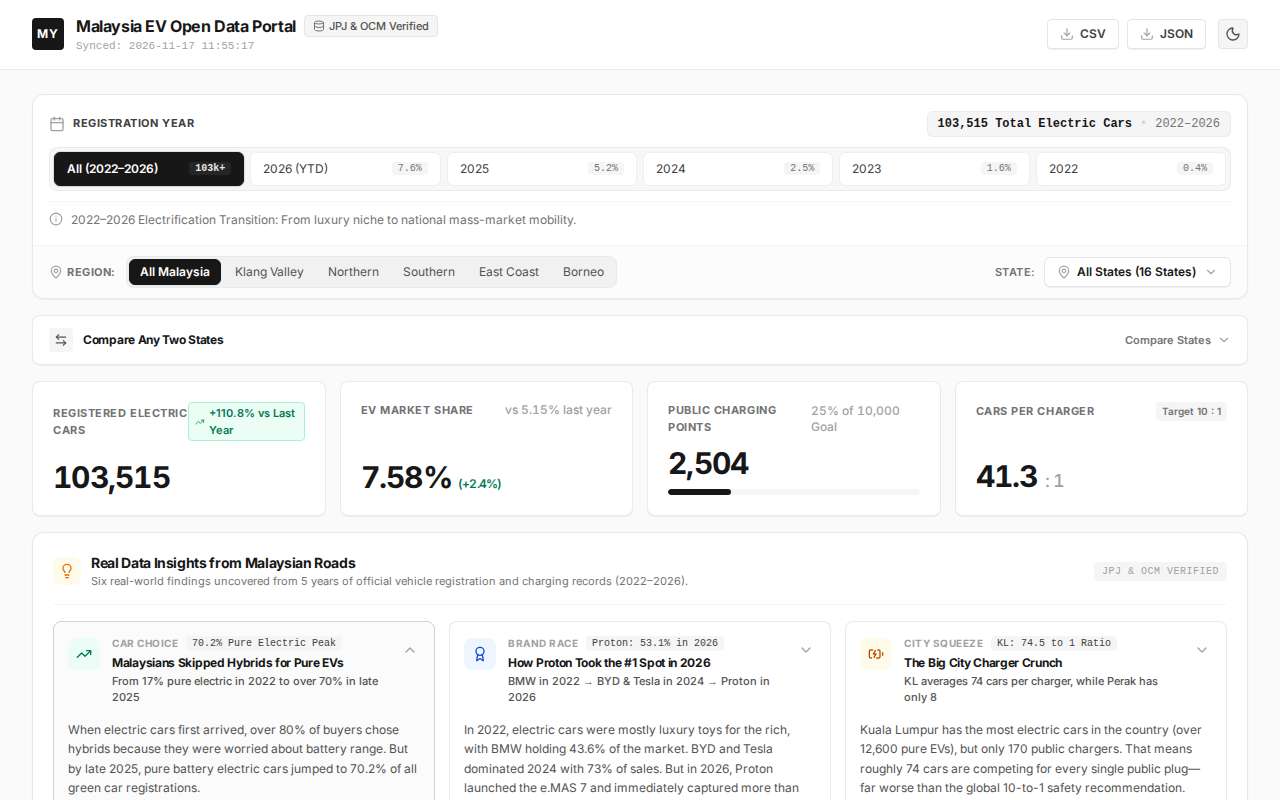 MY
Malaysia EV Open Data Portal
JPJ & OCM Verified
Synced: 2026-11-17 11:55:17
CSV
JSON
REGISTRATION YEAR
103,515 Total Electric Cars • 2022–2026
All (2022–2026) 103k+
2026 (YTD) 7.6%
2025 5.2%
2024 2.5%
2023 1.6%
2022 0.4%
2022–2026 Electrification Transition: From luxury niche to national mass-market mobility.
REGION:
All Malaysia
Klang Valley
Northern
Southern
East Coast
Borneo
STATE:
All States (16 States)
Compare Any Two States
Compare States
REGISTERED ELECTRIC
CARS
+110.8% vs Last
Year
103,515
EV MARKET SHARE
vs 5.15% last year
7.58% (+2.4%)
PUBLIC CHARGING
POINTS
25% of 10,000
Goal
2,504
CARS PER CHARGER
Target 10 : 1
41.3 : 1
Real Data Insights from Malaysian Roads
Six real-world findings uncovered from 5 years of official vehicle registration and charging records (2022–2026).
JPJ & OCM VERIFIED
CAR CHOICE 70.2% Pure Electric Peak
Malaysians Skipped Hybrids for Pure EVs
From 17% pure electric in 2022 to over 70% in late
2025
When electric cars first arrived, over 80% of buyers chose
hybrids because they were worried about battery range. But
by late 2025, pure battery electric cars jumped to 70.2% of all
green car registrations.
BRAND RACE Proton: 53.1% in 2026
How Proton Took the #1 Spot in 2026
BMW in 2022 → BYD & Tesla in 2024 → Proton in
2026
In 2022, electric cars were mostly luxury toys for the rich,
with BMW holding 43.6% of the market. BYD and Tesla
dominated 2024 with 73% of sales. But in 2026, Proton
launched the e.MAS 7 and immediately captured more than
CITY SQUEEZE KL: 74.5 to 1 Ratio
The Big City Charger Crunch
KL averages 74 cars per charger, while Perak has
only 8
Kuala Lumpur has the most electric cars in the country (over
12,600 pure EVs), but only 170 public chargers. That means
roughly 74 cars are competing for every single public plug—
far worse than the global 10-to-1 safety recommendation.